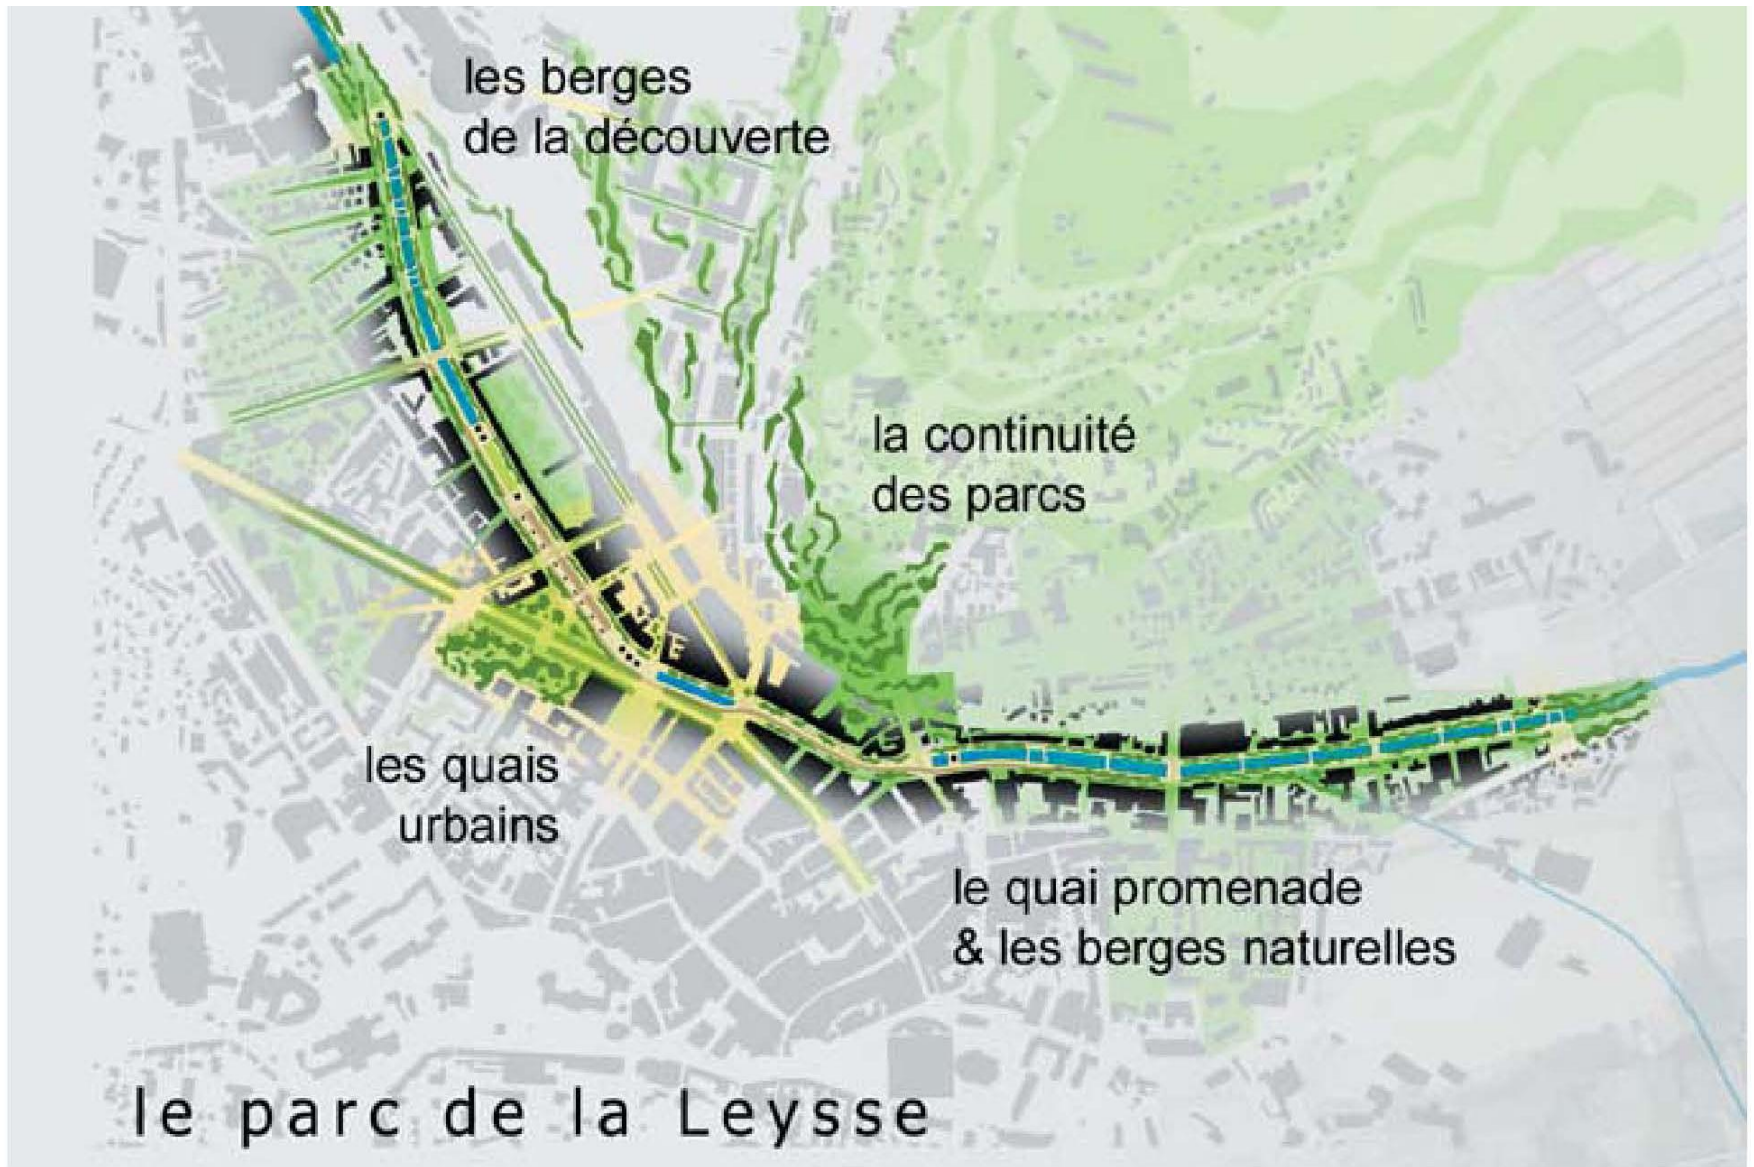 les berges
de la découverte
la continuité
des parcs
les quais
urbains
le quai promenade
& les berges naturelles
le parc de la Leysse